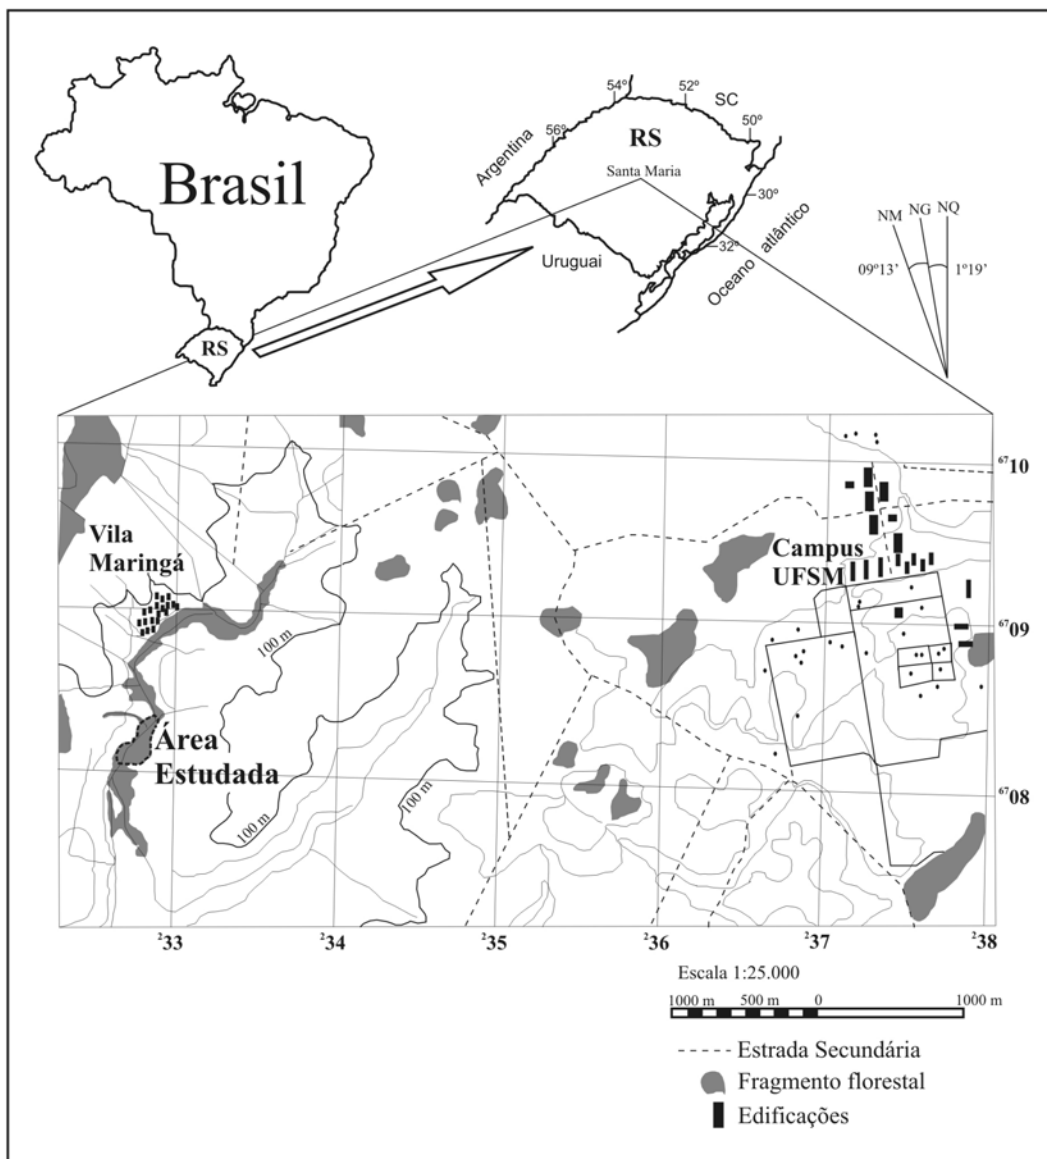 Brasil
RS
54º
52º
SC
50º
56º
Argentina
RS
Santa Maria
30º
32º
Uruguai
Oceano atlântico
NM
NG
NQ
09º13’
1º19’
Vila
Maringá
Campus
UFSM
100 m
Área
Estudada
100 m
100 m
⁶⁷10
⁶⁷09
⁶⁷08
²33
²34
²35
²36
²37
²38
Escala 1:25.000
1000 m
500 m
0
1000 m
Estrada Secundária
Fragmento florestal
Edificações